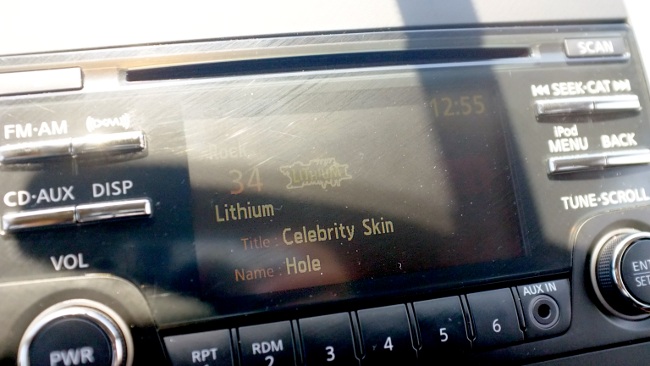 SCAN
12:55
SEEK·CAT
FM·AM
iPod
MENU BACK
Rock
34 LITHIUM
CD·AUX DISP
Lithium
TUNE·SCROLL
Title : Celebrity Skin
VOL
Name : Hole
AUX IN
PWR
RPT
1
RDM
2
3
4
5
6